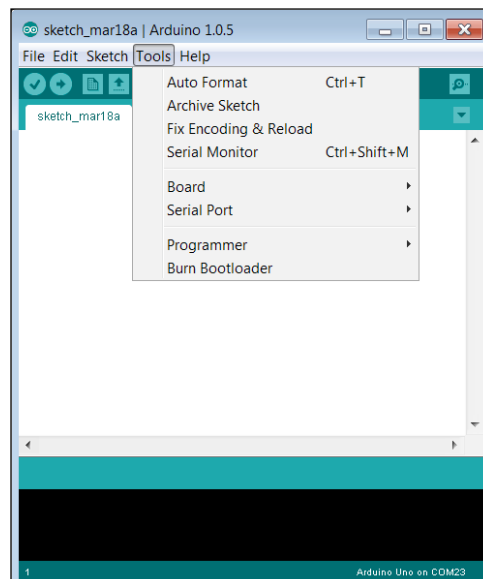 sketch_mar18a | Arduino 1.0.5
File Edit Sketch Tools Help
sketch_mar18a
Auto Format Ctrl+T
Archive Sketch
Fix Encoding & Reload
Serial Monitor Ctrl+Shift+M
Board
Serial Port
Programmer
Burn Bootloader
1 Arduino Uno on COM23